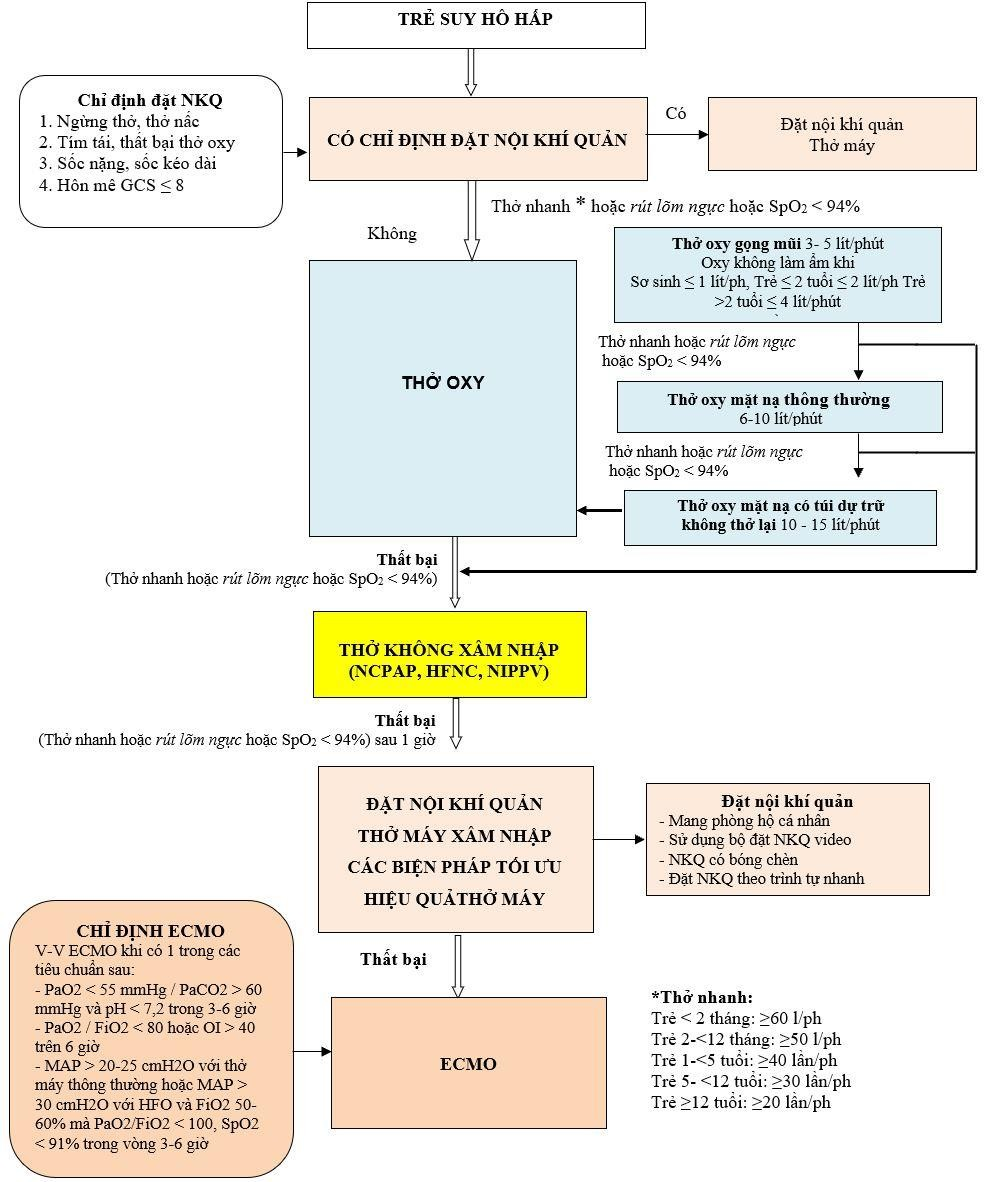 TRẺ SUY HÔ HẤP
Chỉ định đặt NKQ
1. Ngừng thở, thở nấc
2. Tím tái, thất bại thở oxy
3. Sốc nặng, sốc kéo dài
4. Hôn mê GCS ≤ 8
CÓ CHỈ ĐỊNH ĐẶT NỘI KHÍ QUẢN
Có
Đặt nội khí quản
Thở máy
Thở nhanh * hoặc rút lõm ngực hoặc SpO2 < 94%
Không
THỞ OXY
Thở oxy gọng mũi 3- 5 lít/phút
Oxy không làm ẩm khi
Sơ sinh ≤ 1 lít/ph, Trẻ ≤ 2 tuổi ≤ 2 lít/ph Trẻ
>2 tuổi ≤ 4 lít/phút
Thở nhanh hoặc rút lõm ngực
hoặc SpO2 < 94%
Thở oxy mặt nạ thông thường
6-10 lít/phút
Thở nhanh hoặc rút lõm ngực
hoặc SpO2 < 94%
Thở oxy mặt nạ có túi dự trữ
không thở lại 10 - 15 lít/phút
Thất bại
(Thở nhanh hoặc rút lõm ngực hoặc SpO2 < 94%)
THỞ KHÔNG XÂM NHẬP
(NCPAP, HFNC, NIPPV)
Thất bại
(Thở nhanh hoặc rút lõm ngực hoặc SpO2 < 94%) sau 1 giờ
ĐẶT NỘI KHÍ QUẢN
THỞ MÁY XÂM NHẬP
CÁC BIỆN PHÁP TỐI ƯU
HIỆU QUẢTHỞ MÁY
Đặt nội khí quản
- Mang phòng hộ cá nhân
- Sử dụng bộ đặt NKQ video
- NKQ có bóng chèn
- Đặt NKQ theo trình tự nhanh
CHỈ ĐỊNH ECMO
V-V ECMO khi có 1 trong các
tiêu chuẩn sau:
- PaO2 < 55 mmHg / PaCO2 > 60
mmHg và pH < 7,2 trong 3-6 giờ
- PaO2 / FiO2 < 80 hoặc OI > 40
trên 6 giờ
- MAP > 20-25 cmH2O với thở
máy thông thường hoặc MAP >
30 cmH2O với HFO và FiO2 50-
60% mà PaO2/FiO2 < 100, SpO2
< 91% trong vòng 3-6 giờ
Thất bại
ECMO
*Thở nhanh:
Trẻ < 2 tháng: ≥60 l/ph
Trẻ 2-<12 tháng: ≥50 l/ph
Trẻ 1-<5 tuổi: ≥40 lần/ph
Trẻ 5- <12 tuổi: ≥30 lần/ph
Trẻ ≥12 tuổi: ≥20 lần/ph